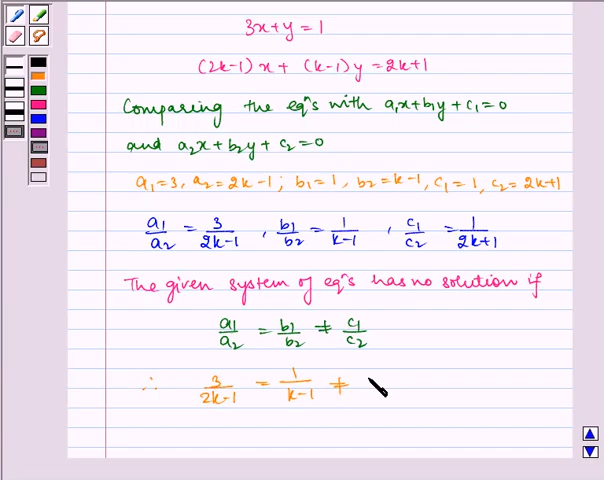 3x+y=1
(2k-1)x+(k-1)y=2k+1
Comparing the eq's with a₁x+b₁y+c₁=0
and a₂x+b₂y+c₂=0
a₁=3, a₂=2k-1; b₁=1, b₂=k-1, c₁=1, c₂=2k+1
a₁/a₂=3/2k-1, b₁/b₂=1/k-1, c₁/c₂=1/2k+1
The given system of eq's has no solution if
a₁/a₂=b₁/b₂≠c₁/c₂
∴ 3/2k-1=1/k-1≠